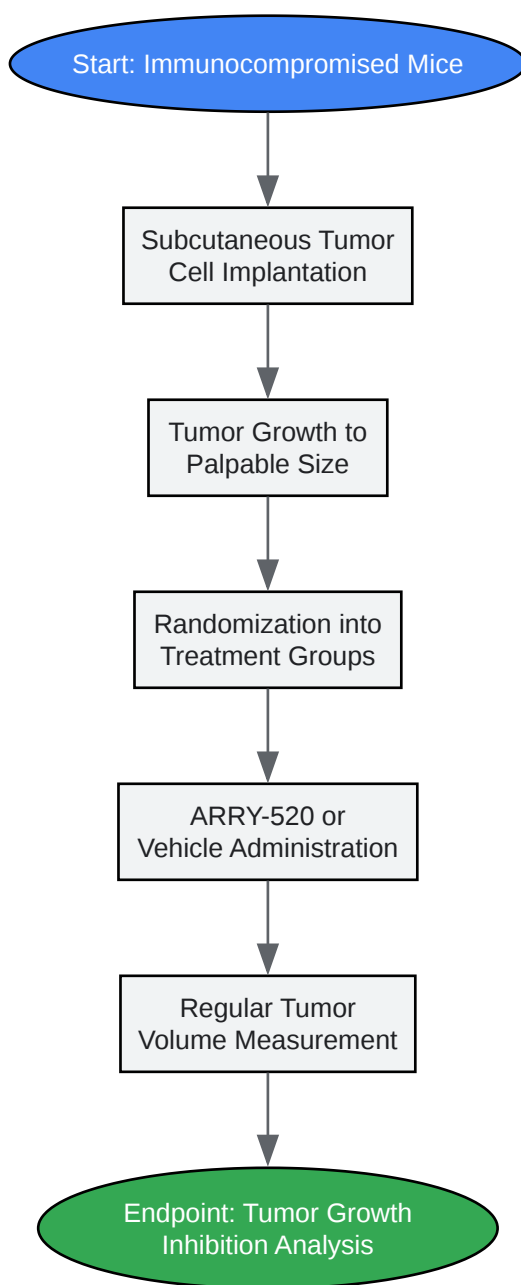 Start: Immunocompromised Mice
Subcutaneous Tumor
Cell Implantation
Tumor Growth to
Palpable Size
Randomization into
Treatment Groups
ARRY-520 or
Vehicle Administration
Regular Tumor
Volume Measurement
Endpoint: Tumor Growth
Inhibition Analysis